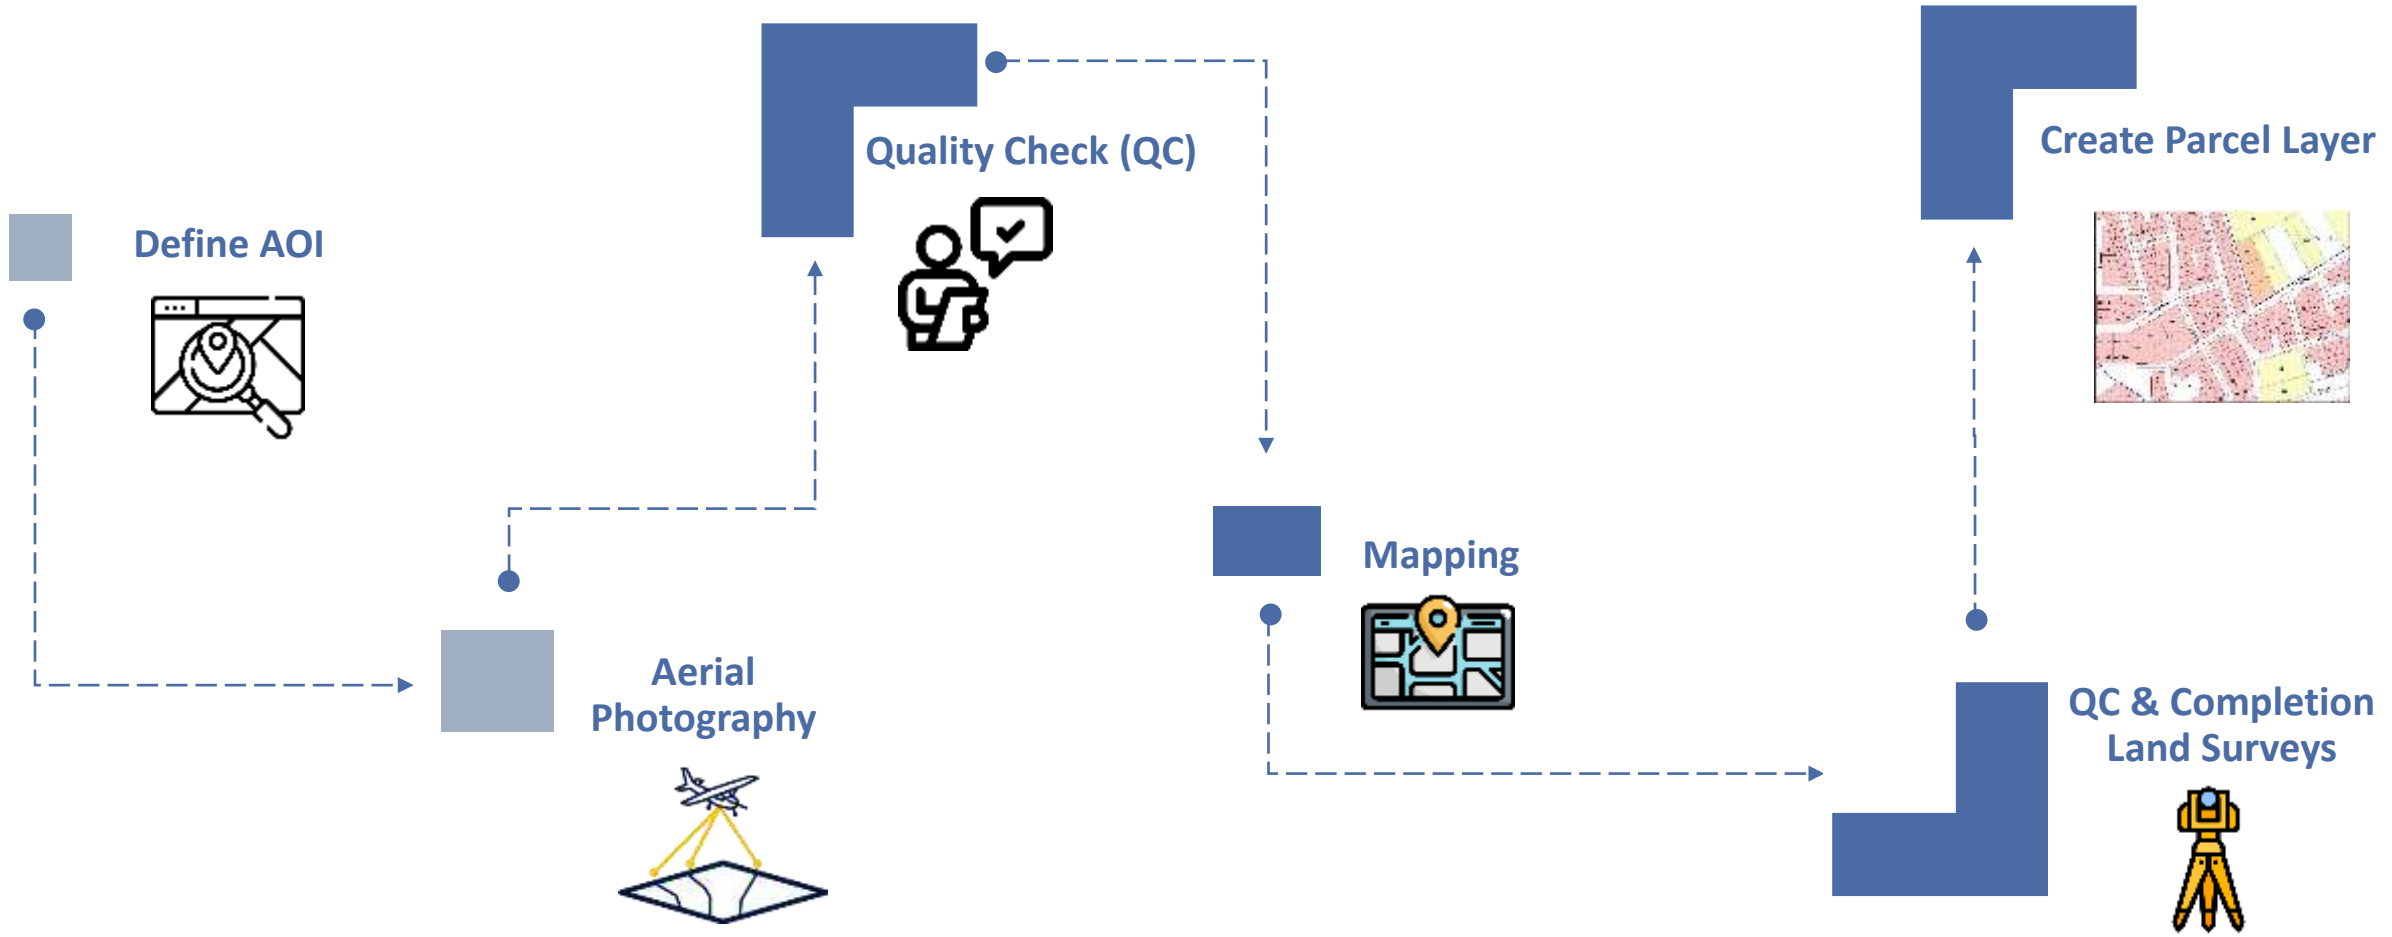 Define AOI
Aerial
Photography
Quality Check (QC)
Mapping
QC & Completion
Land Surveys
Create Parcel Layer